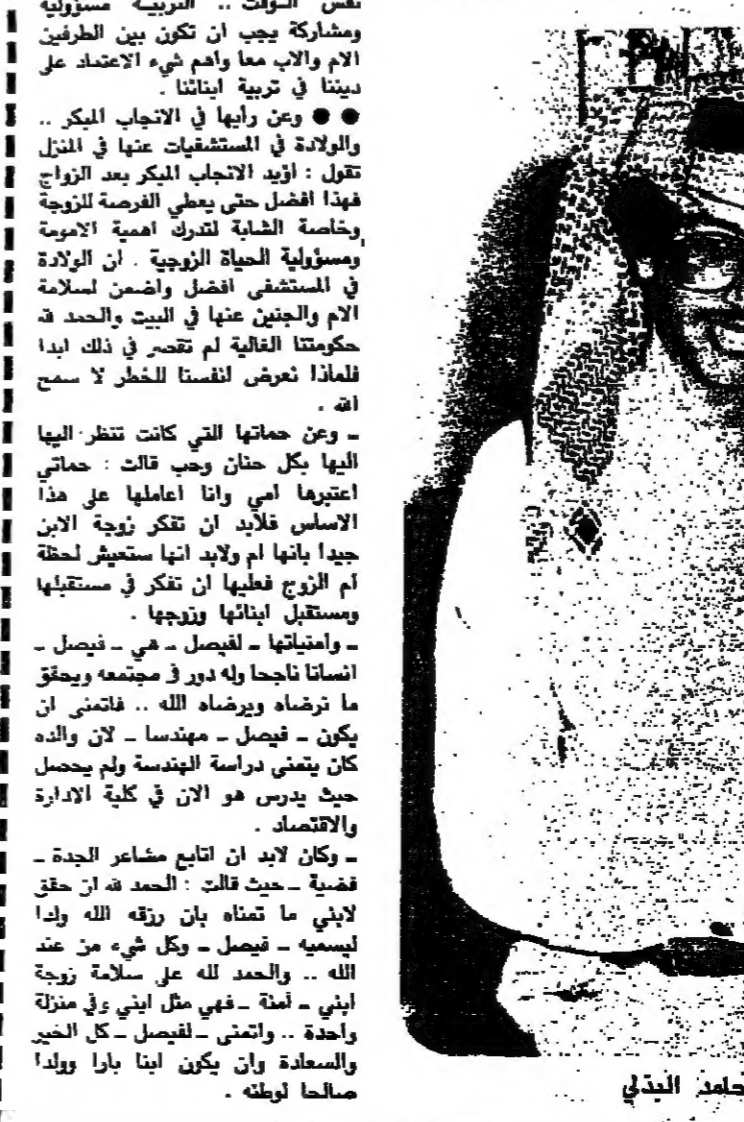 نفس الوقت .. التربية مسؤولية
ومشاركة يجب ان تكون بين الطرفين
الام والاب معا واهم شيء الاعتماد على
ديننا في تربية ابنائنا .
● ● وعن رأيها في الانجاب المبكر ..
والولادة في المستشفيات عنها في المنزل
تقول : اؤيد الانجاب المبكر بعد الزواج
فهذا افضل حتى يعطي الفرصة للزوجة
وخاصة الشابة لتدرك اهمية الامومة
ومسؤولية الحياة الزوجية . ان الولادة
في المستشفى افضل واضمن لسلامة
الام والجنين عنها في البيت والحمد لله
حكومتنا الغالية لم تقصر في ذلك ابدا
فلماذا نعرض لنفسنا للخطر لا سمح
الله .
ـ وعن حماتها التي كانت تنظر اليها
اليها بكل حنان وحب قالت : حماتي
اعتبرها امي وانا اعاملها على هذا
الاساس فلابد ان تفكر زوجة الابن
جيدا بانها ام ولابد انها ستعيش لحظة
أم الزوج فعليها ان تفكر في مستقبلها
ومستقبل ابنائها وزوجها .
ـ وامنياتها ـ لفيصل ـ هي ـ فيصل ـ
انسانا ناجحا وله دور في مجتمعه ويحقق
ما نرضاه ويرضاه الله .. فاتمنى ان
يكون ـ فيصل ـ مهندسا ـ لان والده
كان يتمنى دراسة الهندسة ولم يحصل
حيث يدرس هو الان في كلية الادارة
والاقتصاد .
ـ وكان لابد ان اتابع مشاعر الجدة ـ
فضية ـ حيث قالت : الحمد لله ان حقق
لابني ما تمناه بان رزقه الله ولدا
ليسميه ـ فيصل ـ وكل شيء من عند
الله .. والحمد لله على سلامة زوجة
ابني ـ آمنة ـ فهي مثل ابني وفي منزلة
واحدة .. واتمنى ـ لفيصل ـ كل الخير
والسعادة وان يكون ابنا بارا وولدا
صالحا لوطنه .
حامد البذلي